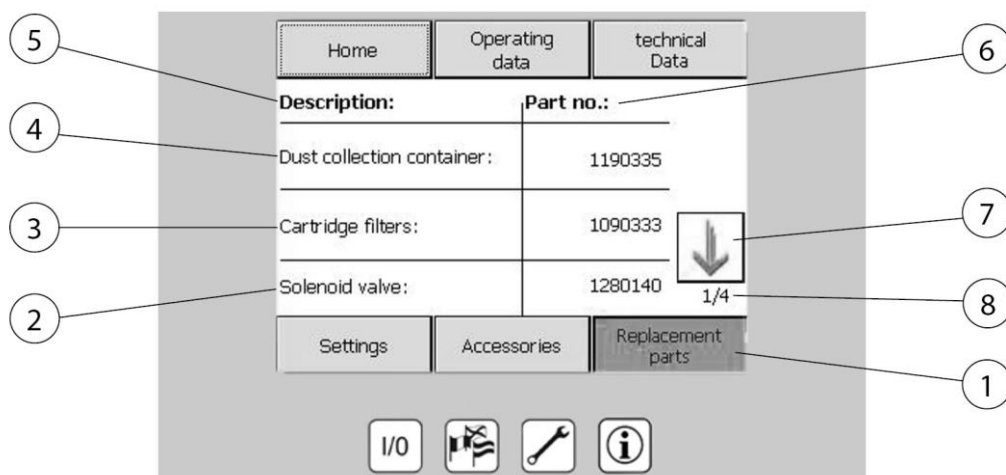 5
4
3
2
Home
Operating
data
technical
Data
Description:
Part no.:
Dust collection container:
1190335
Cartridge filters:
1090333
Solenoid valve:
1280140
1/4
Settings
Accessories
Replacement
parts
I/0
i
6
7
8
1